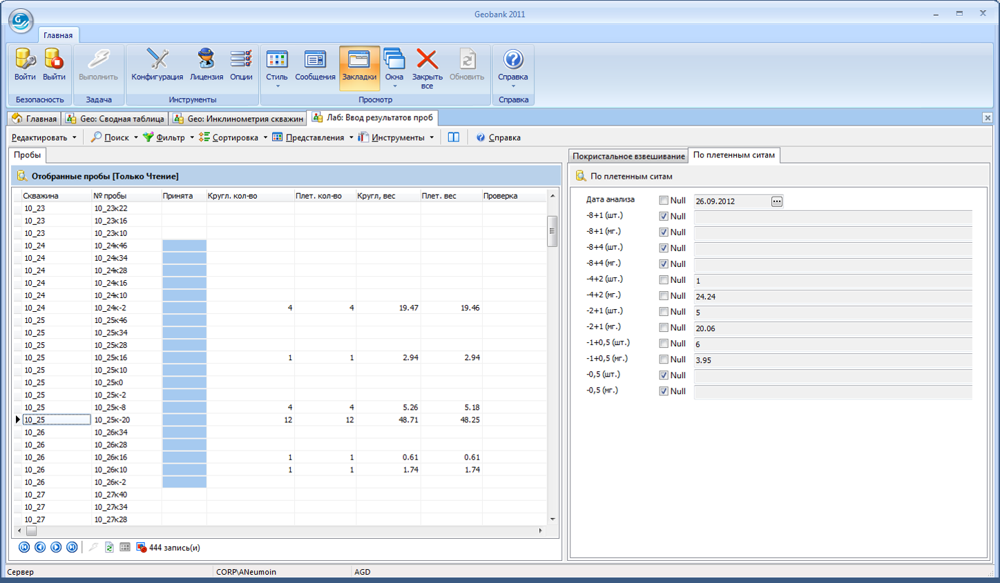 Geobank 2011
Главная
Войти Выйти Выполнить Конфигурация Лицензия Опции Стиль Сообщения Закладки Окна Закрыть все Обновить Справка
Безопасность Задача Инструменты Просмотр Справка
Главная Geo: Сводная таблица Geo: Инклинометрия скважин Лаб: Ввод результатов проб
Редактировать Поиск Фильтр Сортировка Представления Инструменты Справка
Пробы
Отобранные пробы [Только Чтение]
Скважина № пробы Принята Кругл. кол-во Плет. кол-во Кругл, вес Плет. вес Проверка
10_23 10_23к22
10_23 10_23к16
10_23 10_23к10
10_24 10_24к46
10_24 10_24к34
10_24 10_24к28
10_24 10_24к16
10_24 10_24к10
10_24 10_24к-2 4 4 19.47 19.46
10_25 10_25к46
10_25 10_25к34
10_25 10_25к28
10_25 10_25к16 1 1 2.94 2.94
10_25 10_25к10
10_25 10_25к0
10_25 10_25к-2
10_25 10_25к-8 4 4 5.26 5.18
10_25 10_25к-20 12 12 48.71 48.25
10_26 10_26к34
10_26 10_26к28
10_26 10_26к16 1 1 0.61 0.61
10_26 10_26к10 1 1 1.74 1.74
10_26 10_26к-2
10_27 10_27к40
10_27 10_27к34
10_27 10_27к28
444 запись(и)
Покристальное взвешивание По плетенным ситам
По плетенным ситам
Дата анализа Null 26.09.2012 ...
-8+1 (шт.) Null
-8+1 (мг.) Null
-8+4 (шт.) Null
-8+4 (мг.) Null
-4+2 (шт.) Null 1
-4+2 (мг.) Null 24.24
-2+1 (шт.) Null 5
-2+1 (мг.) Null 20.06
-1+0,5 (шт.) Null 6
-1+0,5 (мг.) Null 3.95
-0,5 (шт.) Null
-0,5 (мг.) Null
Сервер CORP\ANeumoin AGD